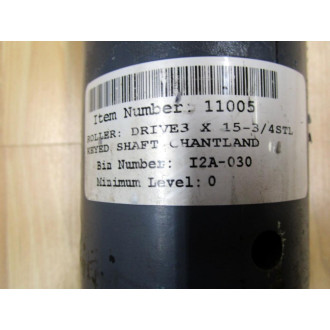 Item Number: 11005
ROLLER: DRIVE3 X 15-3/4STL
KEYED SHAFT CHANTLAND
Bin Number: I2A-030
Minimum Level: 0